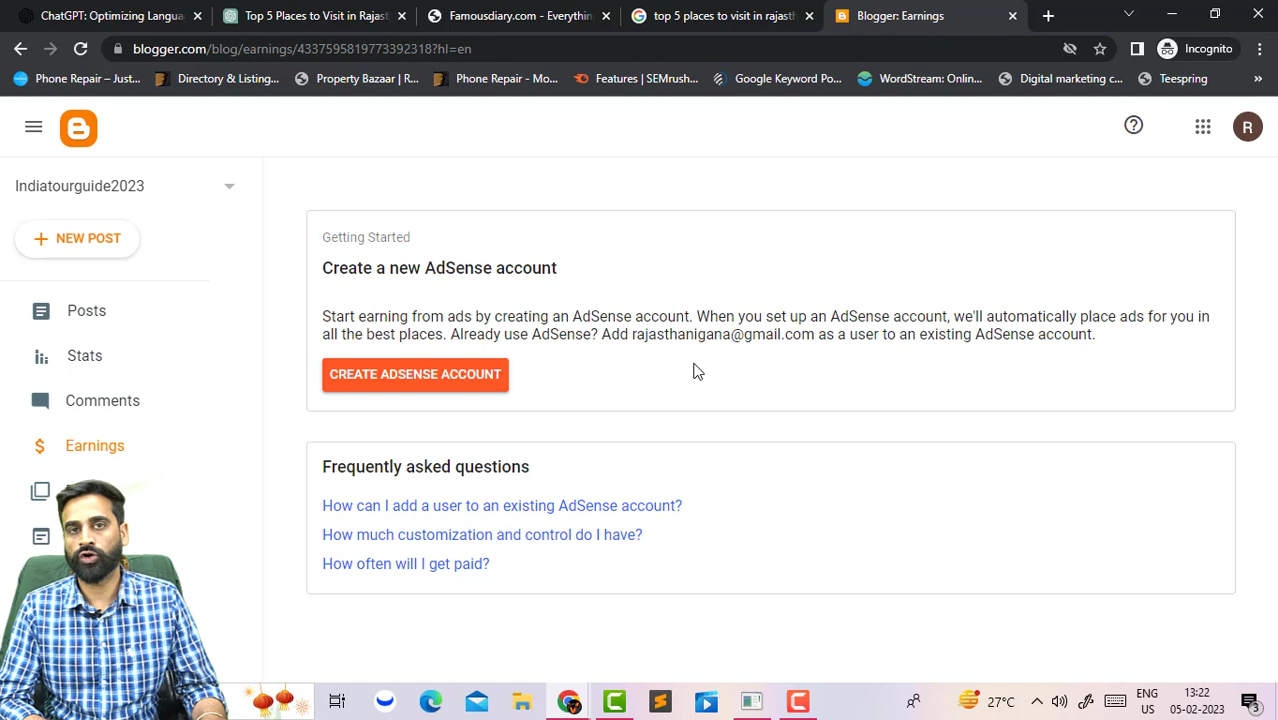 ChatGPT: Optimizing Langua
Top 5 Places to Visit in Rajast
Famousdiary.com - Everythin
top 5 places to visit in rajasth
Blogger: Earnings
blogger.com/blog/earnings/4337595819773392318?hl=en
Incognito
Phone Repair – Just...
Directory & Listing...
Property Bazaar | R...
Phone Repair - Mo...
Features | SEMrush...
Google Keyword Po...
WordStream: Onlin...
Digital marketing c...
Teespring
»
R
Indiatourguide2023
+ NEW POST
Posts
Stats
Comments
$ Earnings
Getting Started
Create a new AdSense account
Start earning from ads by creating an AdSense account. When you set up an AdSense account, we'll automatically place ads for you in
all the best places. Already use AdSense? Add rajasthanigana@gmail.com as a user to an existing AdSense account.
CREATE ADSENSE ACCOUNT
Frequently asked questions
How can I add a user to an existing AdSense account?
How much customization and control do I have?
How often will I get paid?
27°C
ENG
US
13:22
05-02-2023
3